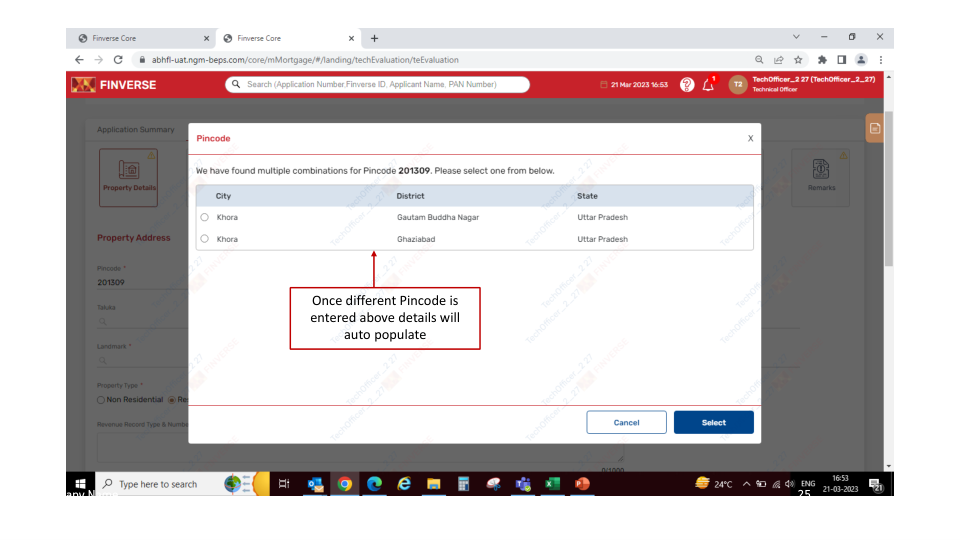 Finverse Core
Finverse Core
abhfl-uat.ngm-beps.com/core/mMortgage/#/landing/techEvaluation/teEvaluation
FINVERSE
Search (Application Number,Finverse ID, Applicant Name, PAN Number)
21 Mar 2023 16:53
1
T2
TechOfficer_2 27 (TechOfficer_2_27)
Technical Officer
Application Summary
Pincode
X
We have found multiple combinations for Pincode 201309. Please select one from below.
City District State
Khora Gautam Buddha Nagar Uttar Pradesh
Khora Ghaziabad Uttar Pradesh
Property Details
Remarks
Property Address
Pincode *
201309
Taluka
Landmark *
Property Type *
Non Residential Re
Revenue Record Type & Numbe
Once different Pincode is
entered above details will
auto populate
Cancel Select
0/1000
Type here to search
24°C
ENG
16:53
21-03-2023
21
any Name
25